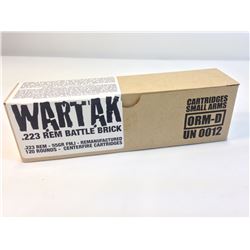 WARTAK
.223 REM BATTLE BRICK
.223 REM - 55GR FMJ - REMANUFACTURED
120 ROUNDS - CENTERFIRE CARTRIDGES
CARTRIDGES
SMALL ARMS
ORM-D
UN 0012